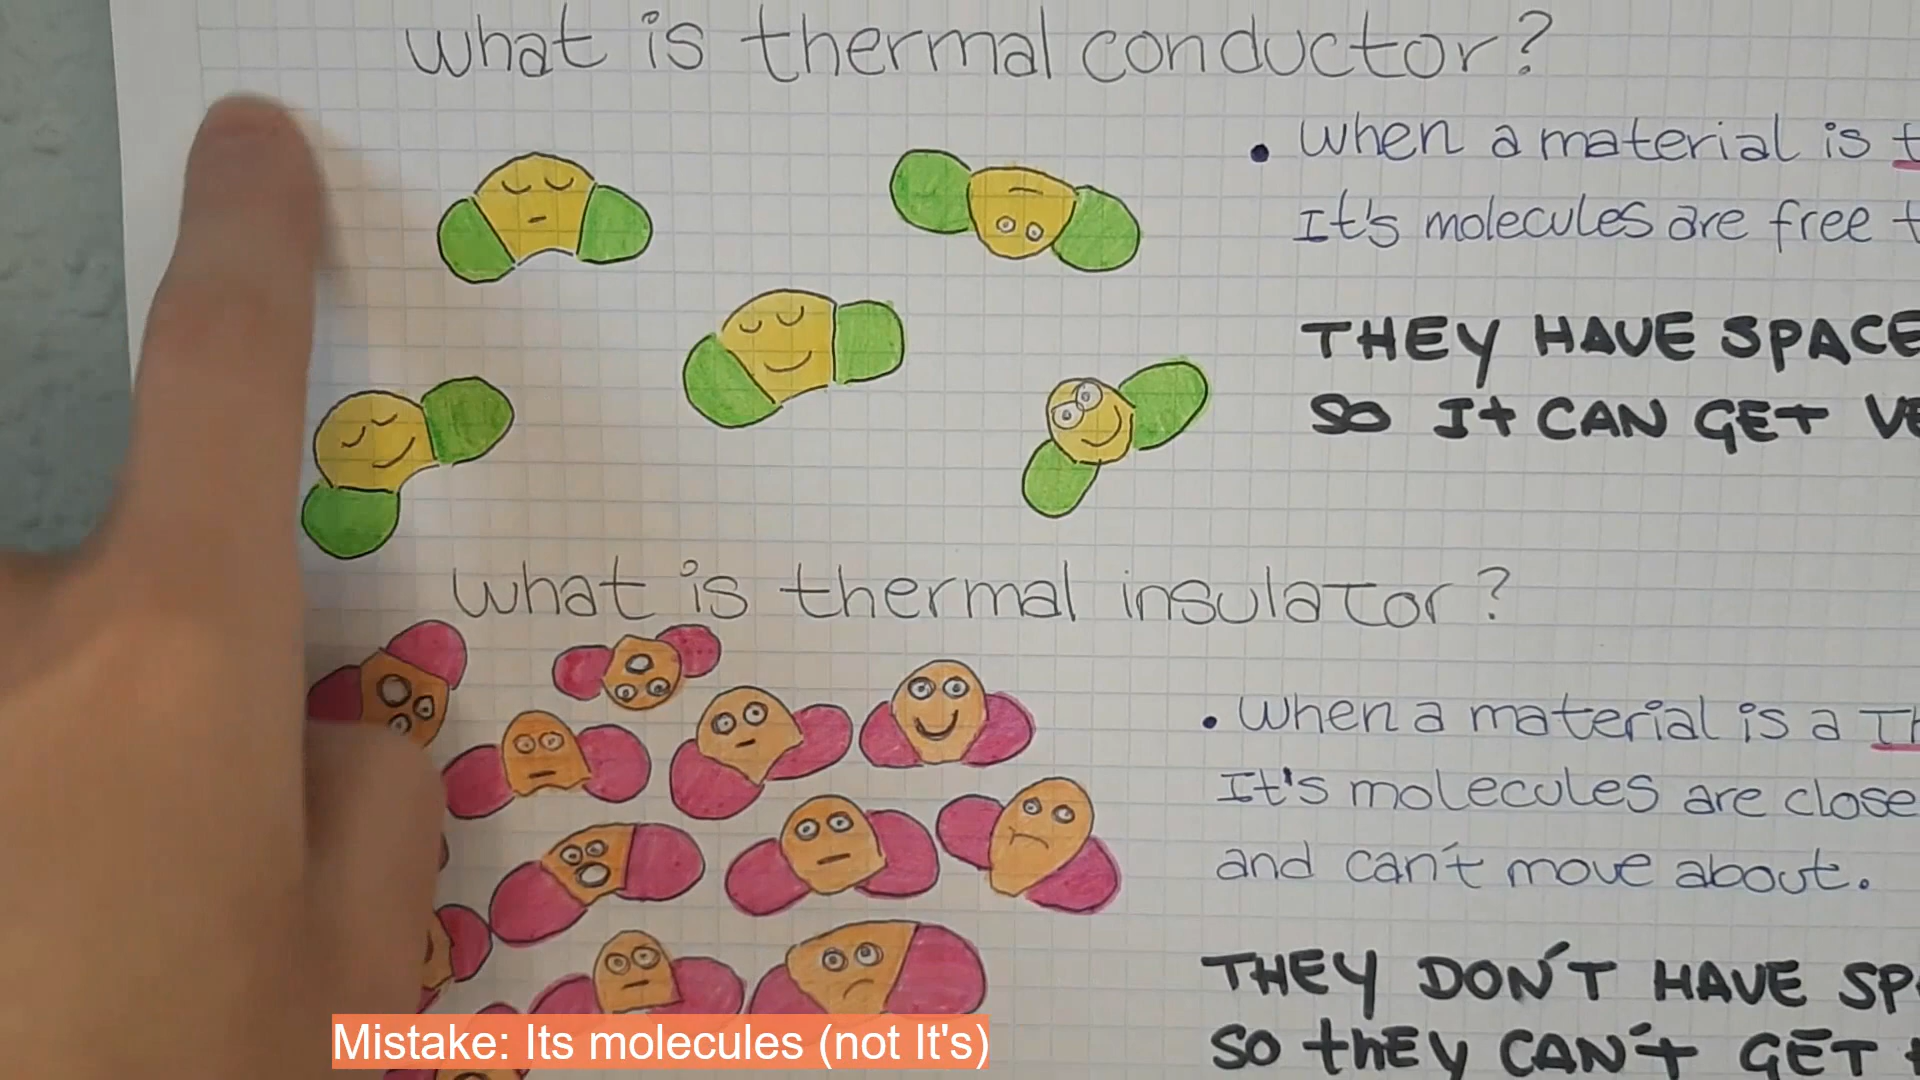 what is thermal conductor?
• when a material is
It's molecules are free
THEY HAVE SPACE
SO It CAN GET
what is thermal insulator?
• when a material is a
It's molecules are close
and can't move about.
THEY DON'T HAVE
SO thEy CAN't GET
Mistake: Its molecules (not It's)